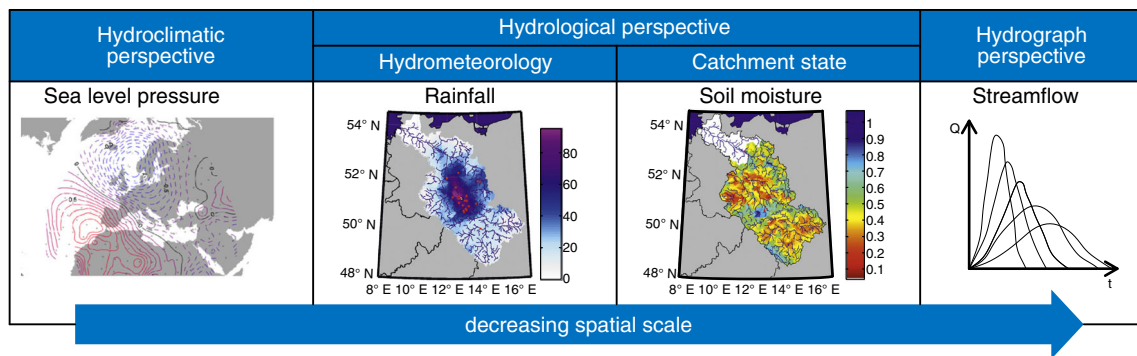 Hydroclimatic
perspective
Hydrological perspective
Hydrograph
perspective
Hydrometeorology
Catchment state
Sea level pressure
Rainfall
Soil moisture
Streamflow
54° N
52° N
50° N
48° N
8° E 10° E 12° E 14° E 16° E
80
60
40
20
0
54° N
52° N
50° N
48° N
8° E 10° E 12° E 14° E 16° E
1
0.9
0.8
0.7
0.6
0.5
0.4
0.3
0.2
0.1
Q
t
decreasing spatial scale